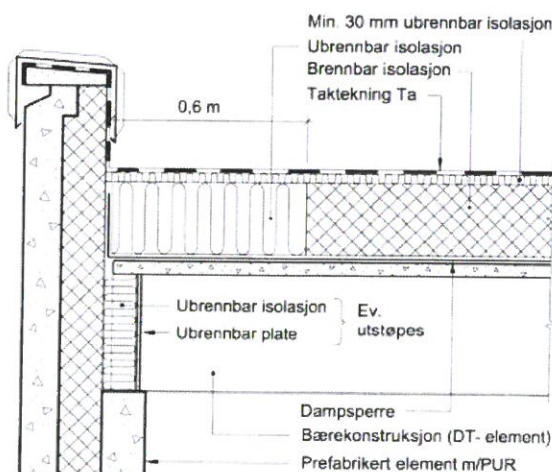 Min. 30 mm ubrennbar isolasjon
Ubrennbar isolasjon
Brennbar isolasjon
Taktekning Ta
0,6 m
Ubrennbar isolasjon
Ubrennbar plate
Ev.
utstøpes
Dampsperre
Bærekonstruksjon (DT- element)
Prefabrikert element m/PUR